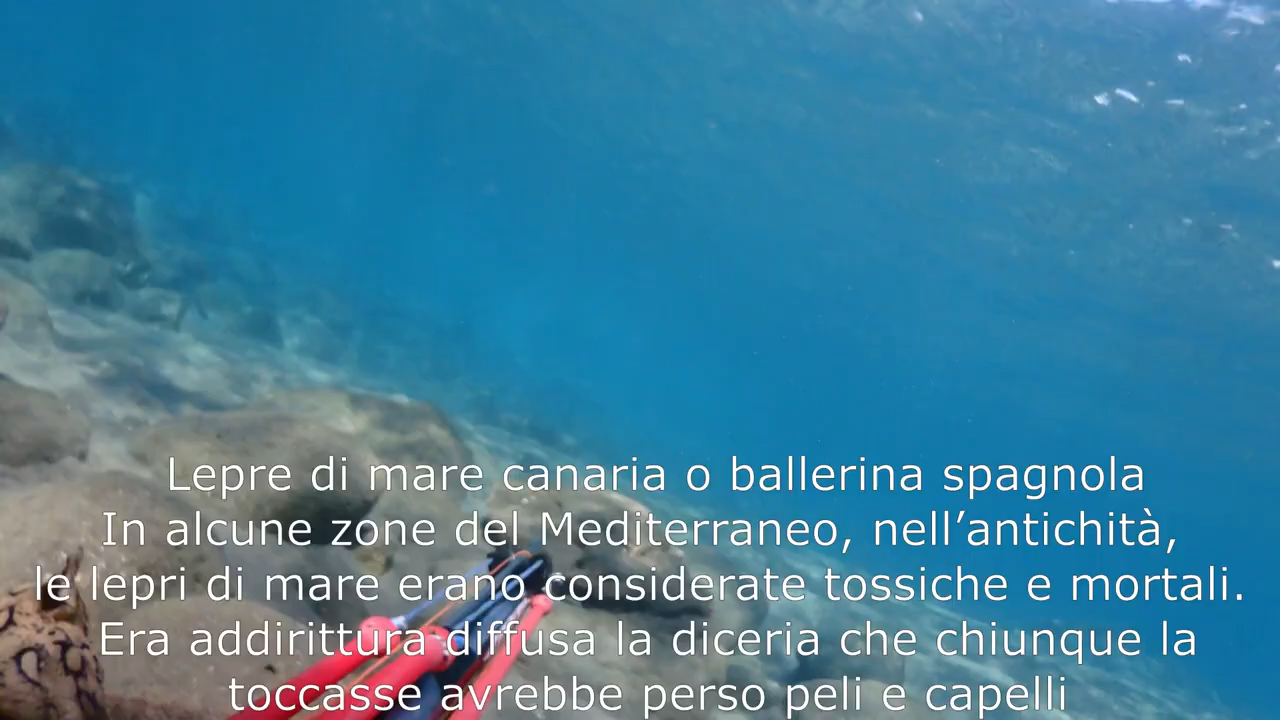 Lepre di mare canaria o ballerina spagnola
In alcune zone del Mediterraneo, nell’antichità,
le lepri di mare erano considerate tossiche e mortali.
Era addirittura diffusa la diceria che chiunque la
toccasse avrebbe perso peli e capelli